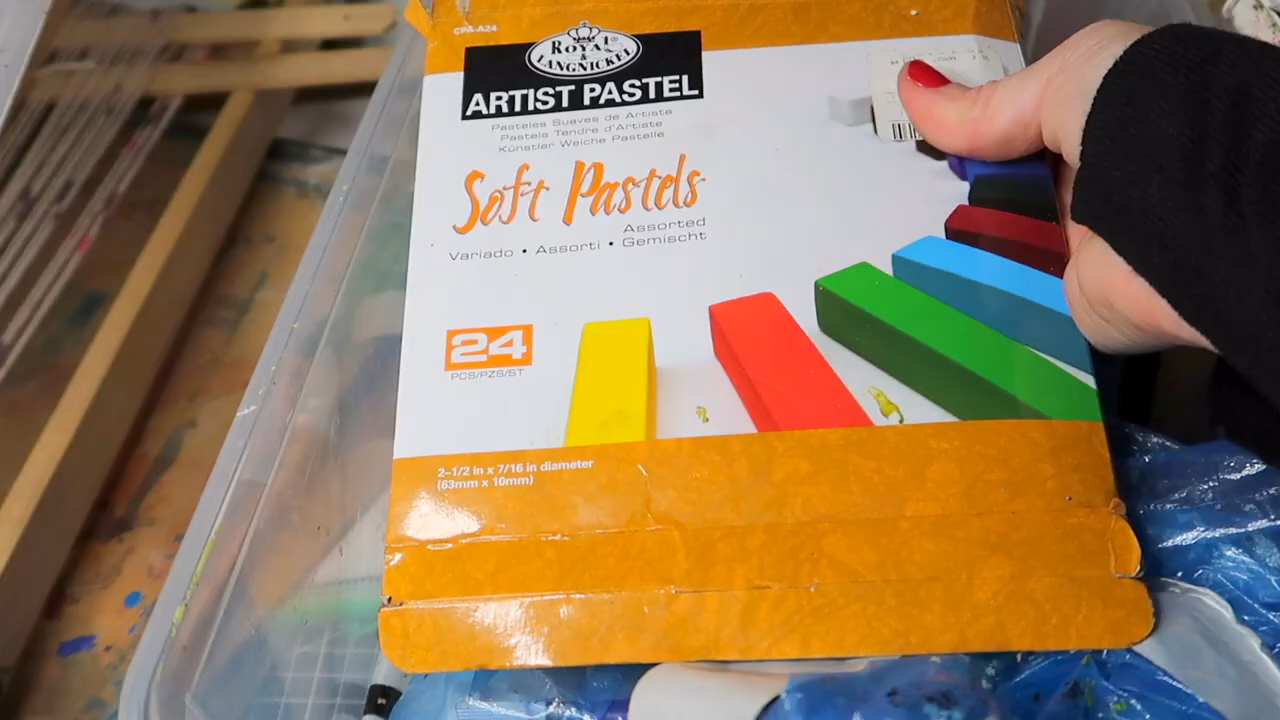 CPA-A24
ROYAL
& LANGNICKEL
ARTIST PASTEL
Pasteles Suaves de Artista
Pastels Tendre d'Artiste
Künstler Weiche Pastelle
Soft Pastels
Assorted
Variado • Assorti • Gemischt
24
PCS/PZS/ST
2-1/2 in x 7/16 in diameter
(63mm x 10mm)